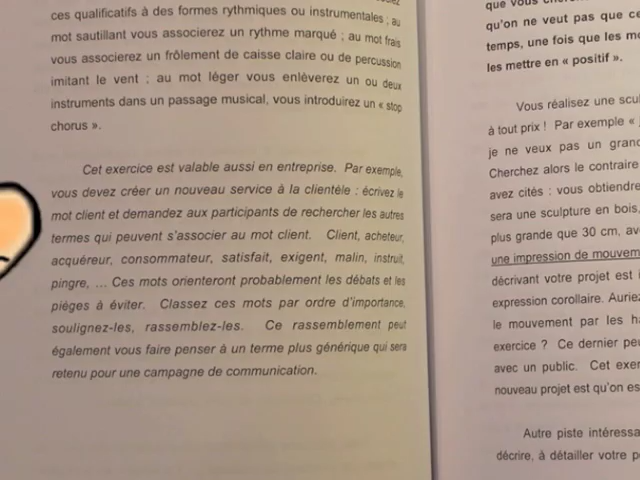 ces qualificatifs à des formes rythmiques ou instrumentales ; au
mot sautillant vous associerez un rythme marqué ; au mot frais
vous associerez un frôlement de caisse claire ou de percussion
imitant le vent ; au mot léger vous enlèverez un ou deux
instruments dans un passage musical, vous introduirez un « stop
chorus ».
Cet exercice est valable aussi en entreprise. Par exemple,
vous devez créer un nouveau service à la clientèle : écrivez le
mot client et demandez aux participants de rechercher les autres
termes qui peuvent s'associer au mot client. Client, acheteur,
acquéreur, consommateur, satisfait, exigent, malin, instruit,
pingre, ... Ces mots orienteront probablement les débats et les
pièges à éviter. Classez ces mots par ordre d'importance,
soulignez-les, rassemblez-les. Ce rassemblement peut
également vous faire penser à un terme plus générique qui sera
retenu pour une campagne de communication.
qu'on ne veut pas que ce
temps, une fois que les mo
les mettre en « positif ».
Vous réalisez une scul
à tout prix ! Par exemple «
je ne veux pas un grand
Cherchez alors le contraire
avez cités : vous obtiendre
sera une sculpture en bois,
plus grande que 30 cm, ave
une impression de mouvem
décrivant votre projet est i
expression corollaire. Auriez
le mouvement par les ha
exercice ? Ce dernier peu
avec un public. Cet exer
nouveau projet est qu'on es
Autre piste intéressa
décrire, à détailler votre p